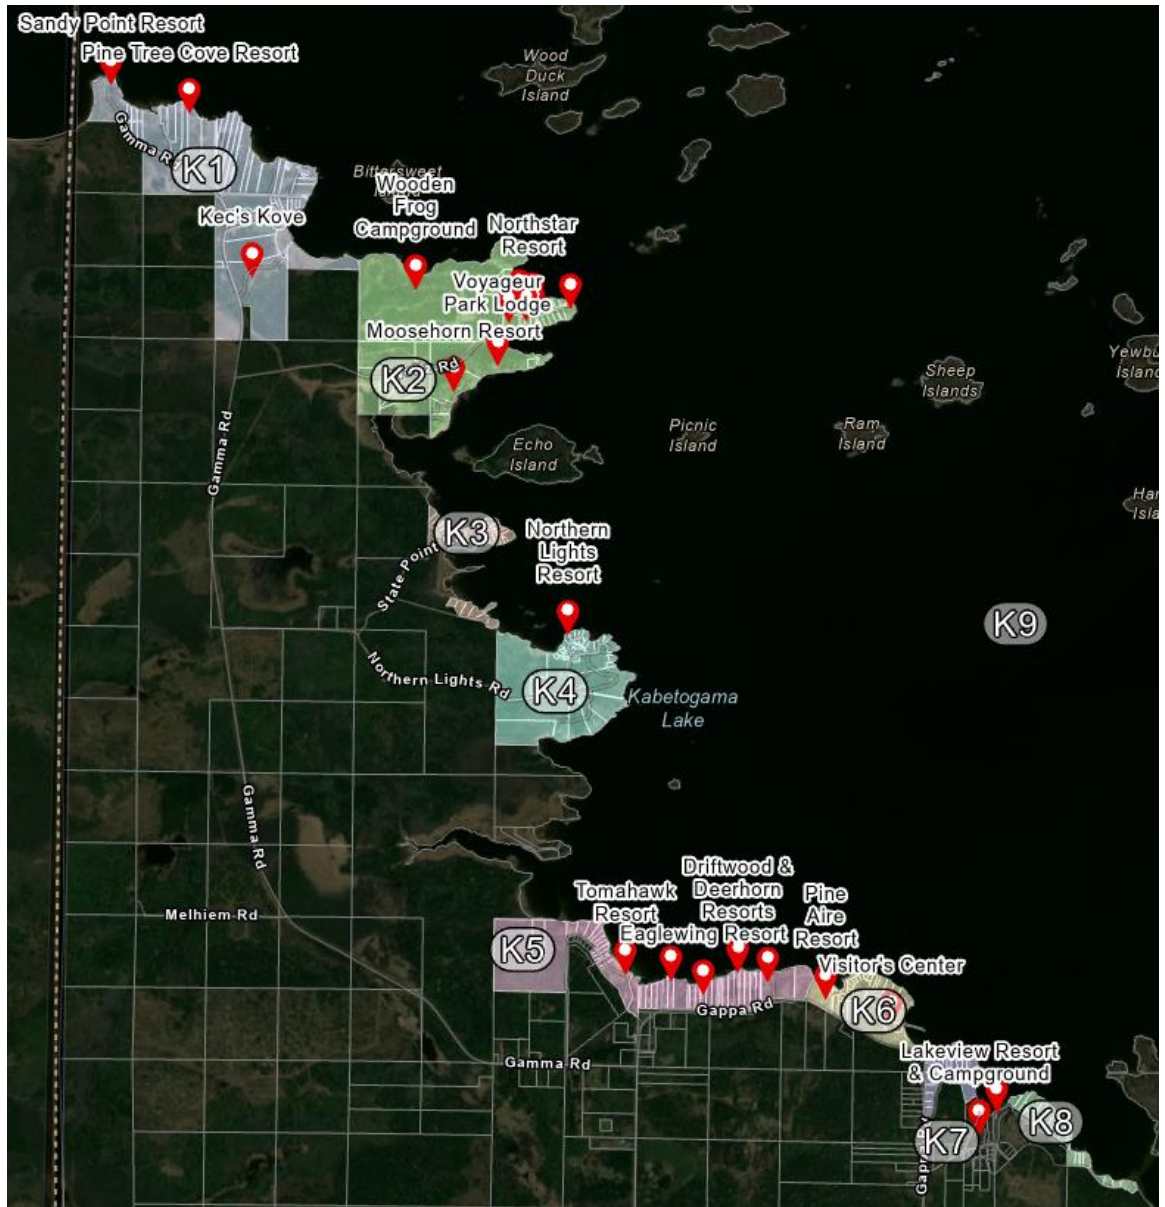 Sandy Point Resort
Pine Tree Cove Resort
Wood
Duck
Island
Gamma Rd
K1
Bittersweet
Wooden
Frog
Campground
Kec's Kove
Northstar
Resort
Voyageur
Park Lodge
Moosehorn Resort
Rd
K2
Sheep
Islands
Gamma Rd
Echo
Island
Picnic
Island
Ram
Island
K3
Northern
Lights
Resort
State Point
K9
Northern Lights Rd
K4
Kabetogama
Lake
Gamma Rd
Melhiem Rd
Tomahawk
Resort
Driftwood &
Deerhorn
Resorts
Eaglewing Resort
Pine
Aire
Resort
K5
Visitor's Center
Gappa Rd
K6
Gamma Rd
Lakeview Resort
& Campground
K7
K8